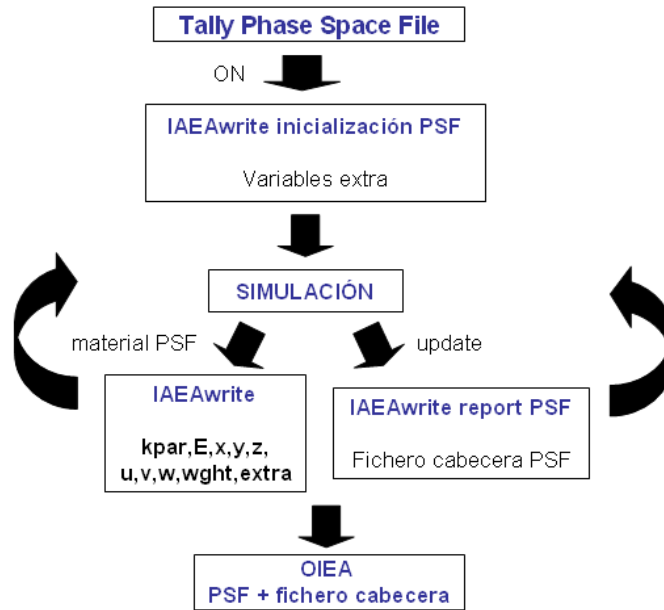 Tally Phase Space File
ON
IAEAwrite inicialización PSF
Variables extra
SIMULACIÓN
material PSF
update
IAEAwrite
kpar,E,x,y,z,
u,v,w,wght,extra
IAEAwrite report PSF
Fichero cabecera PSF
OIEA
PSF + fichero cabecera